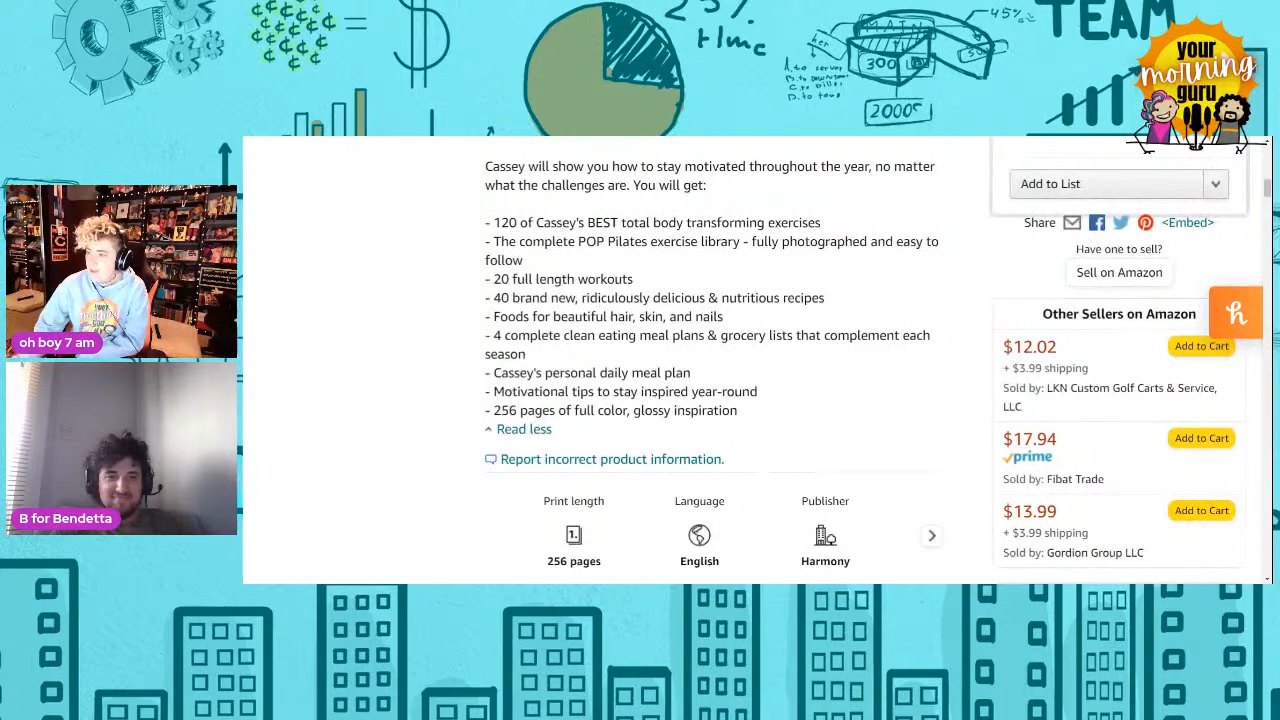 25%
time
45%
TEAM
MAIN
300
2000
A. to server
D. to town
your
morning
guru
Cassey will show you how to stay motivated throughout the year, no matter
what the challenges are. You will get:
- 120 of Cassey's BEST total body transforming exercises
- The complete POP Pilates exercise library - fully photographed and easy to
follow
- 20 full length workouts
- 40 brand new, ridiculously delicious & nutritious recipes
- Foods for beautiful hair, skin, and nails
- 4 complete clean eating meal plans & grocery lists that complement each
season
- Cassey's personal daily meal plan
- Motivational tips to stay inspired year-round
- 256 pages of full color, glossy inspiration
Read less
Report incorrect product information.
Print length
Language
Publisher
256 pages
English
Harmony
Add to List
Share
<Embed>
Have one to sell?
Sell on Amazon
Other Sellers on Amazon
$12.02
Add to Cart
+ $3.99 shipping
Sold by: LKN Custom Golf Carts & Service,
LLC
$17.94
Add to Cart
prime
Sold by: Fibat Trade
$13.99
Add to Cart
+ $3.99 shipping
Sold by: Gordion Group LLC
h
oh boy 7 am
B for Bendetta